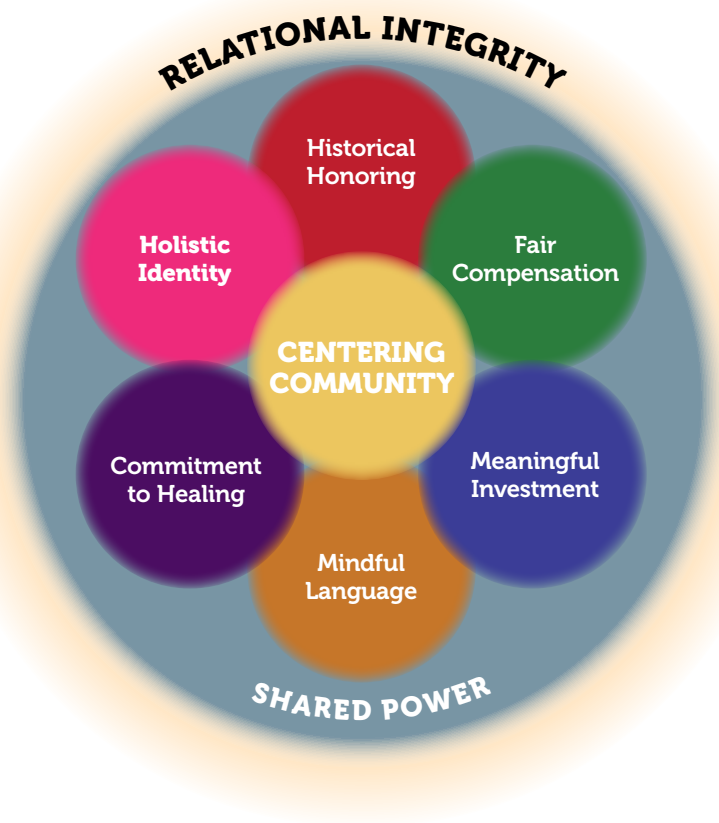 RELATIONAL INTEGRITY
Historical
Honoring
Holistic
Identity
Fair
Compensation
CENTERING
COMMUNITY
Commitment
to Healing
Meaningful
Investment
Mindful
Language
SHARED POWER